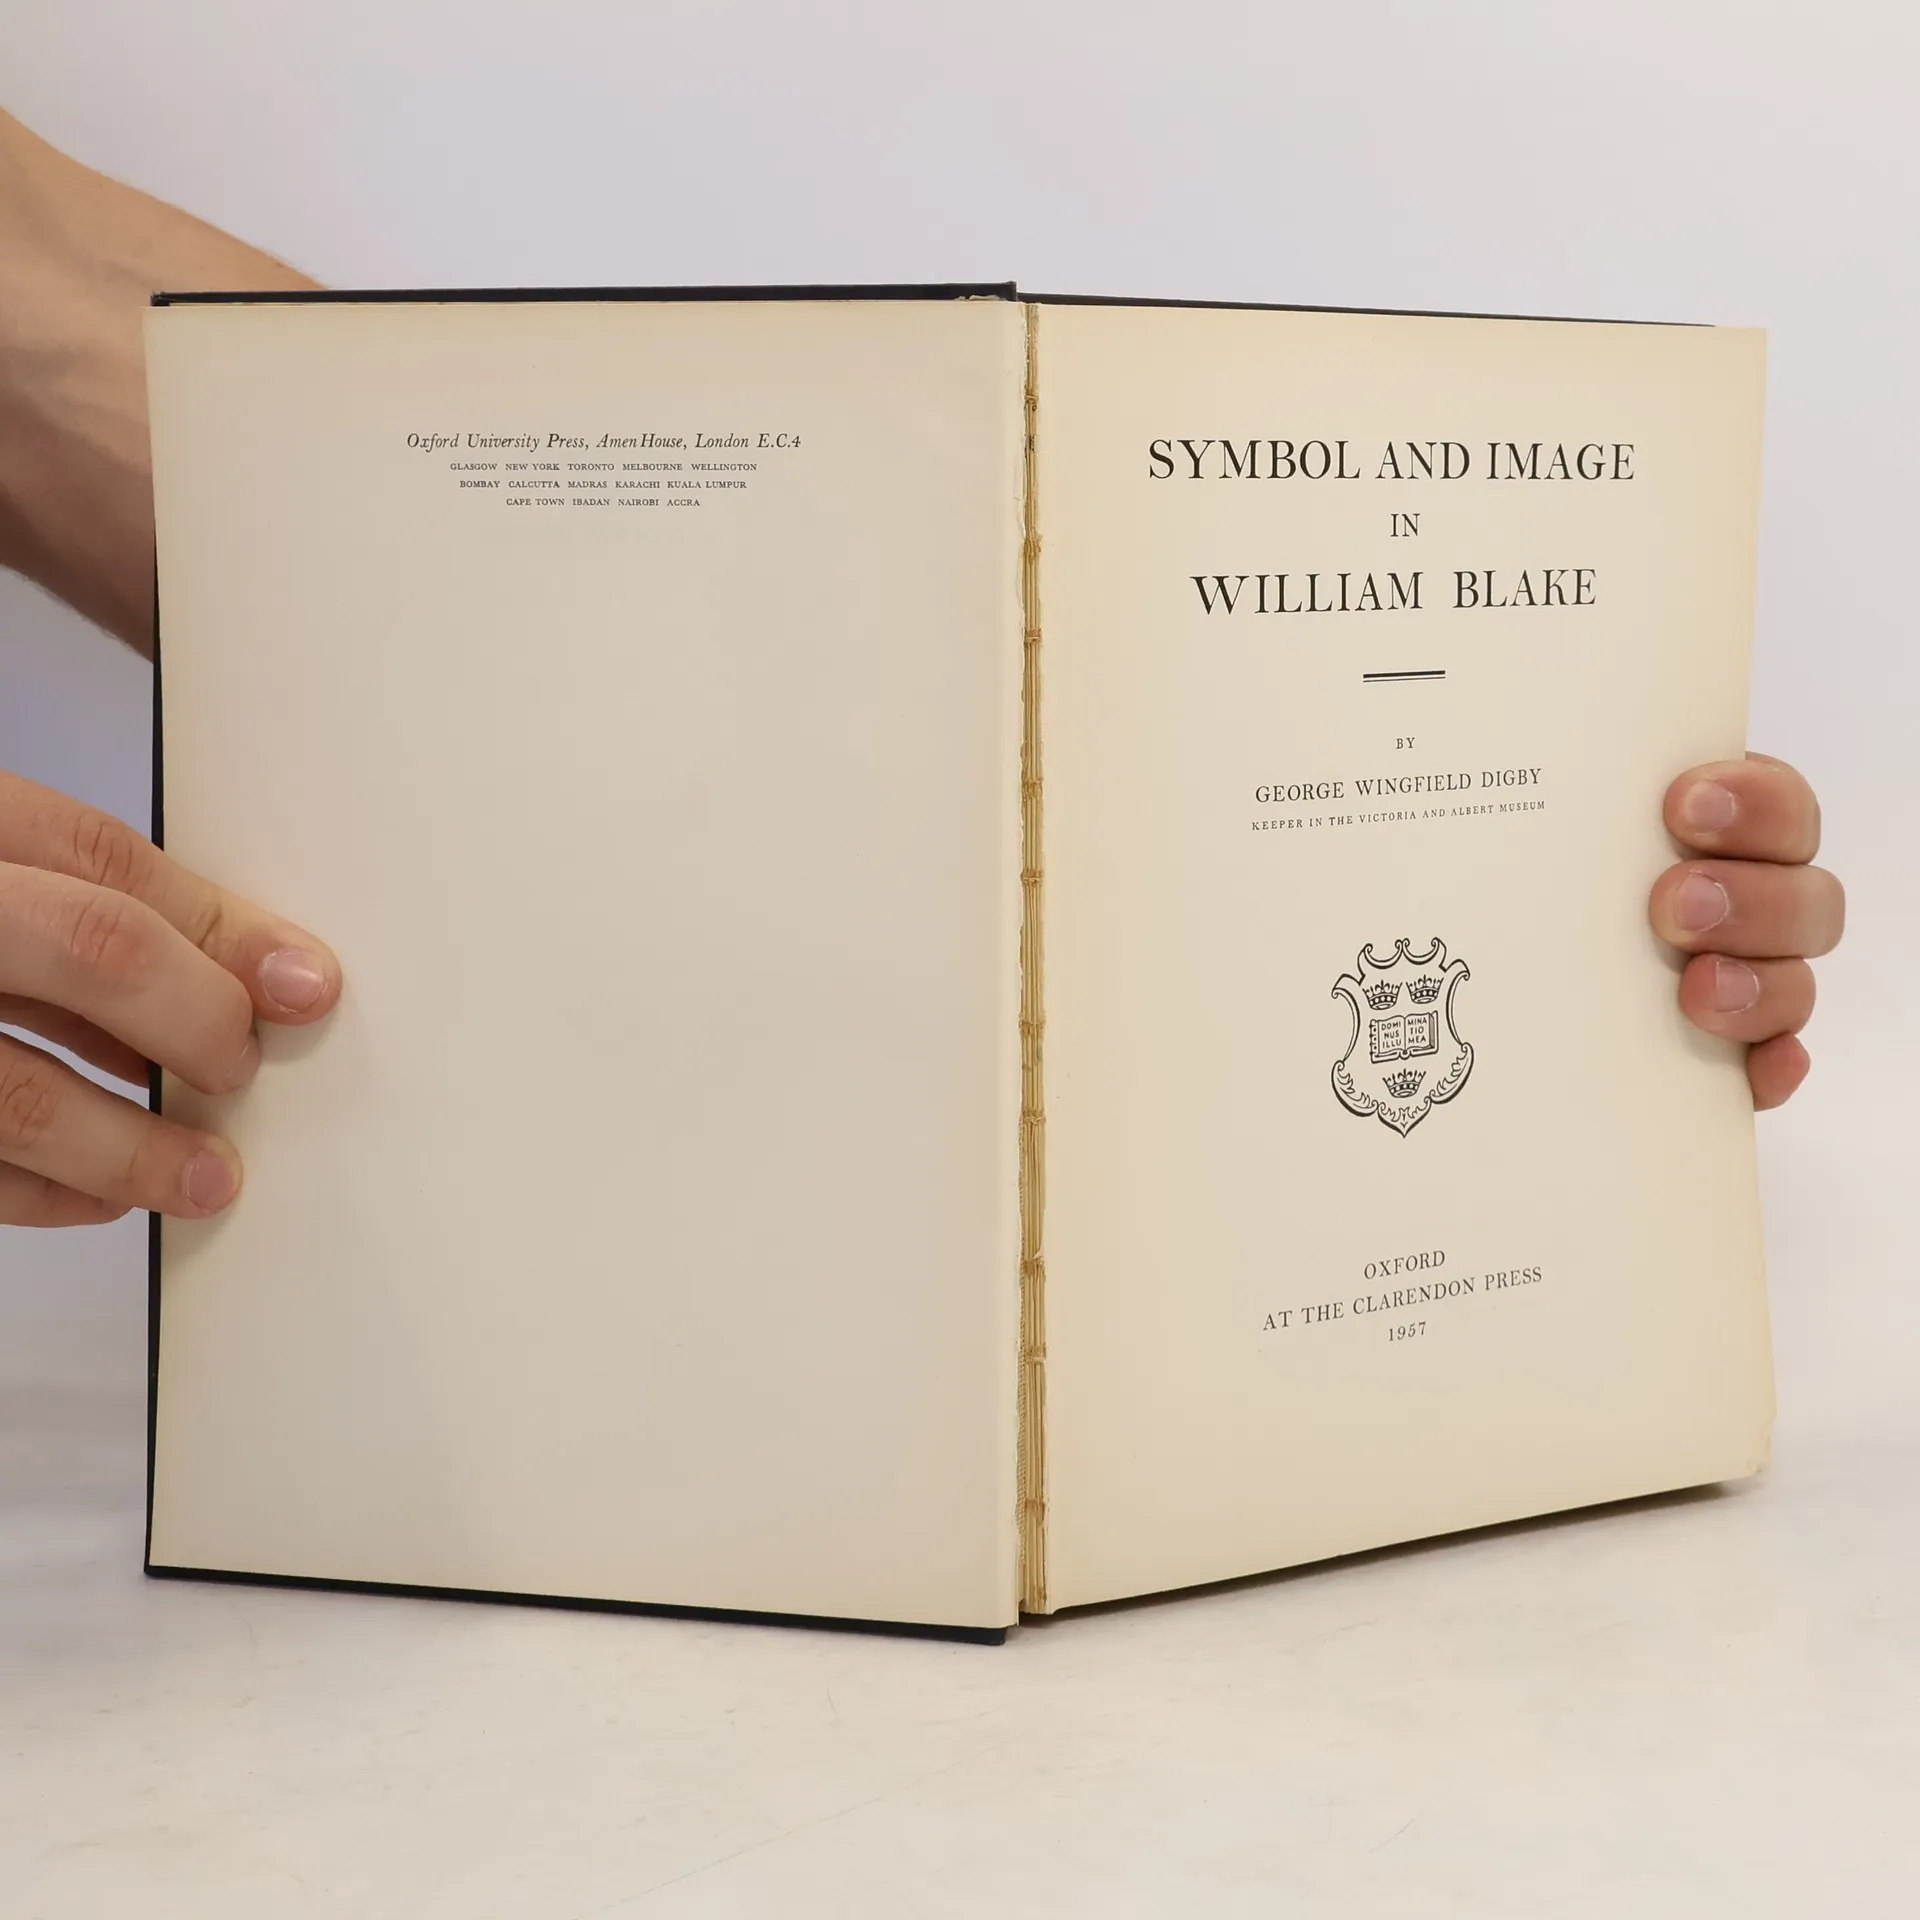 Oxford University Press, Amen House, London E.C.4
GLASGOW NEW YORK TORONTO MELBOURNE WELLINGTON
BOMBAY CALCUTTA MADRAS KARACHI KUALA LUMPUR
CAPE TOWN IBADAN NAIROBI ACCRA
SYMBOL AND IMAGE
IN
WILLIAM BLAKE
BY
GEORGE WINGFIELD DIGBY
KEEPER IN THE VICTORIA AND ALBERT MUSEUM
DOMI MINA
NUS TIO
ILLU MEA
OXFORD
AT THE CLARENDON PRESS
1957